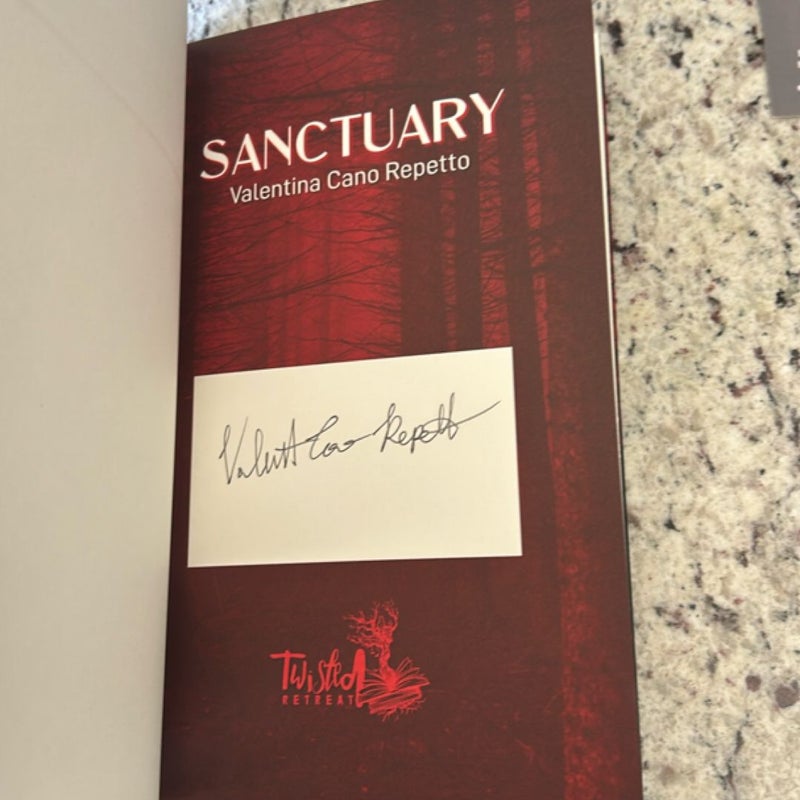 SANCTUARY
Valentina Cano Repetto
Valentina Cano Repetto
Twisted
RETREAT